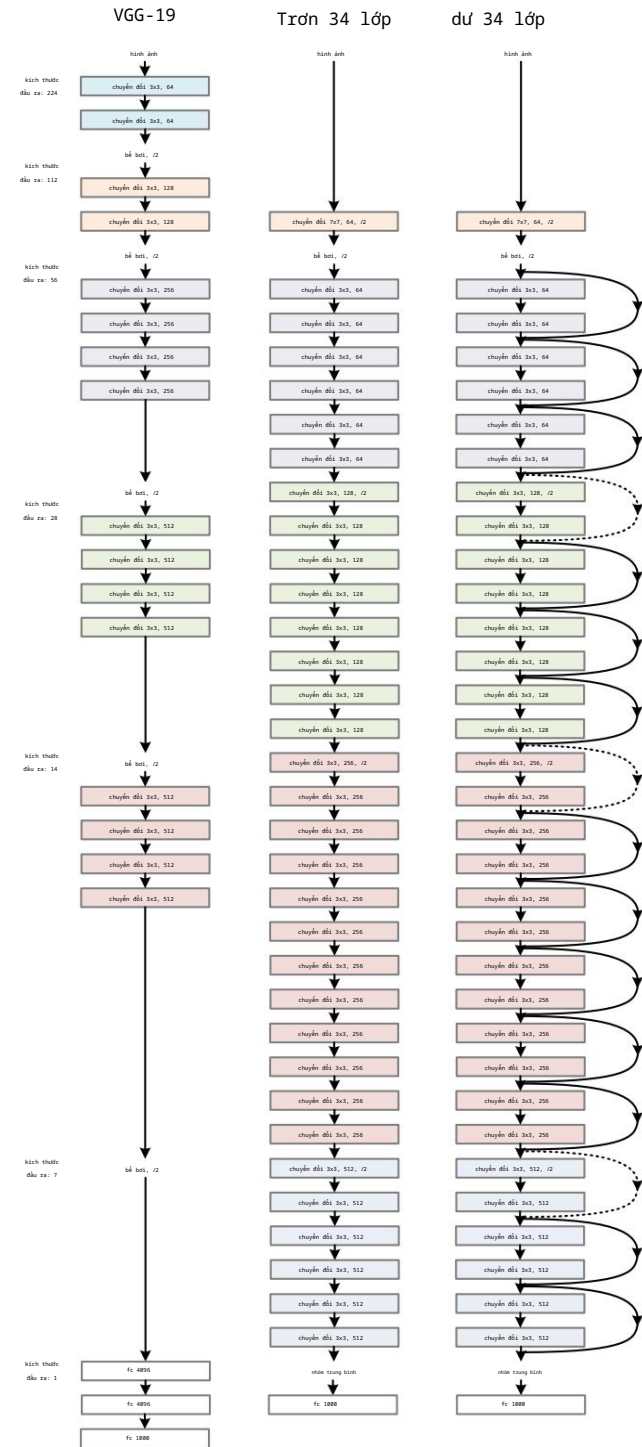 VGG-19
hình ảnh
kích thước
đầu ra: 224
chuyển đổi 3x3, 64
chuyển đổi 3x3, 64
bể bơi, /2
kích thước
đầu ra: 112
chuyển đổi 3x3, 128
chuyển đổi 3x3, 128
bể bơi, /2
kích thước
đầu ra: 56
chuyển đổi 3x3, 256
chuyển đổi 3x3, 256
chuyển đổi 3x3, 256
chuyển đổi 3x3, 256
bể bơi, /2
kích thước
đầu ra: 28
chuyển đổi 3x3, 512
chuyển đổi 3x3, 512
chuyển đổi 3x3, 512
chuyển đổi 3x3, 512
kích thước
đầu ra: 14
bể bơi, /2
chuyển đổi 3x3, 512
chuyển đổi 3x3, 512
chuyển đổi 3x3, 512
chuyển đổi 3x3, 512
kích thước
đầu ra: 7
bể bơi, /2
kích thước
đầu ra: 1
fc 4096
fc 4096
fc 1000
Trơn 34 lớp
hình ảnh
chuyển đổi 7x7, 64, /2
bể bơi, /2
chuyển đổi 3x3, 64
chuyển đổi 3x3, 64
chuyển đổi 3x3, 64
chuyển đổi 3x3, 64
chuyển đổi 3x3, 64
chuyển đổi 3x3, 64
chuyển đổi 3x3, 128, /2
chuyển đổi 3x3, 128
chuyển đổi 3x3, 128
chuyển đổi 3x3, 128
chuyển đổi 3x3, 128
chuyển đổi 3x3, 128
chuyển đổi 3x3, 128
chuyển đổi 3x3, 128
chuyển đổi 3x3, 256, /2
chuyển đổi 3x3, 256
chuyển đổi 3x3, 256
chuyển đổi 3x3, 256
chuyển đổi 3x3, 256
chuyển đổi 3x3, 256
chuyển đổi 3x3, 256
chuyển đổi 3x3, 256
chuyển đổi 3x3, 256
chuyển đổi 3x3, 256
chuyển đổi 3x3, 256
chuyển đổi 3x3, 256
chuyển đổi 3x3, 512, /2
chuyển đổi 3x3, 512
chuyển đổi 3x3, 512
chuyển đổi 3x3, 512
chuyển đổi 3x3, 512
chuyển đổi 3x3, 512
nhóm trung bình
fc 1000
dư 34 lớp
hình ảnh
chuyển đổi 7x7, 64, /2
bể bơi, /2
chuyển đổi 3x3, 64
chuyển đổi 3x3, 64
chuyển đổi 3x3, 64
chuyển đổi 3x3, 64
chuyển đổi 3x3, 64
chuyển đổi 3x3, 64
chuyển đổi 3x3, 128, /2
chuyển đổi 3x3, 128
chuyển đổi 3x3, 128
chuyển đổi 3x3, 128
chuyển đổi 3x3, 128
chuyển đổi 3x3, 128
chuyển đổi 3x3, 128
chuyển đổi 3x3, 128
chuyển đổi 3x3, 256, /2
chuyển đổi 3x3, 256
chuyển đổi 3x3, 256
chuyển đổi 3x3, 256
chuyển đổi 3x3, 256
chuyển đổi 3x3, 256
chuyển đổi 3x3, 256
chuyển đổi 3x3, 256
chuyển đổi 3x3, 256
chuyển đổi 3x3, 256
chuyển đổi 3x3, 256
chuyển đổi 3x3, 256
chuyển đổi 3x3, 512, /2
chuyển đổi 3x3, 512
chuyển đổi 3x3, 512
chuyển đổi 3x3, 512
chuyển đổi 3x3, 512
chuyển đổi 3x3, 512
nhóm trung bình
fc 1000